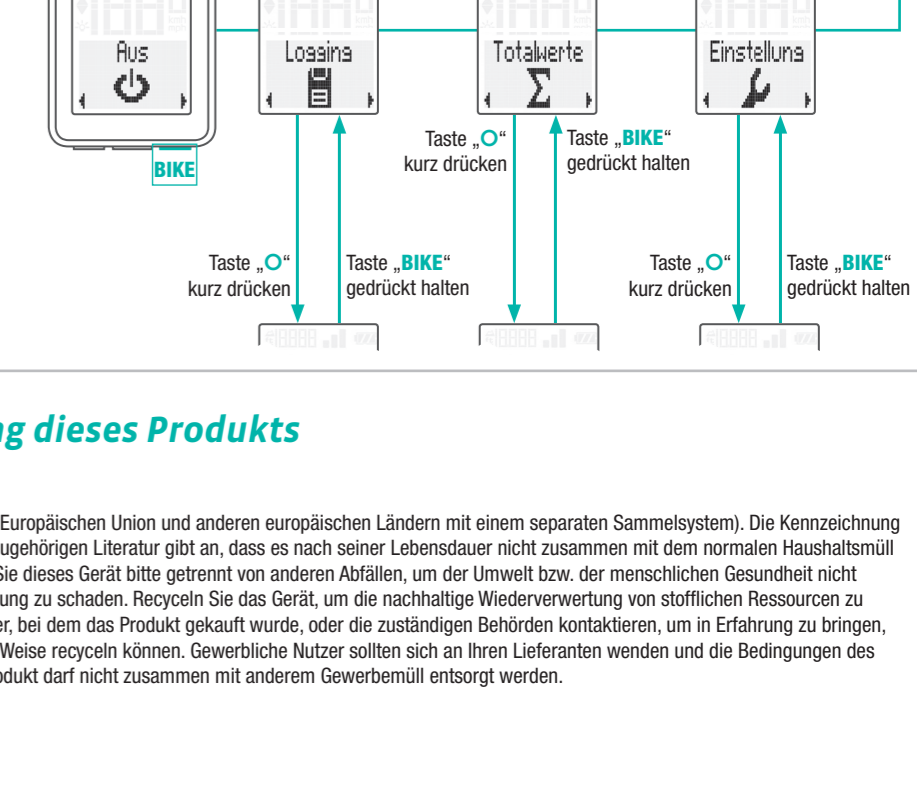 Aus
Logging
Totalwerte
Einstellung
BIKE
Taste „O“
kurz drücken
Taste „BIKE“
gedrückt halten
Taste „O“
kurz drücken
Taste „BIKE“
gedrückt halten
Taste „O“
kurz drücken
Taste „BIKE“
gedrückt halten
ng dieses Produkts
Europäischen Union und anderen europäischen Ländern mit einem separaten Sammelsystem). Die Kennzeichnung
ugehörigen Literatur gibt an, dass es nach seiner Lebensdauer nicht zusammen mit dem normalen Haushaltsmüll
Sie dieses Gerät bitte getrennt von anderen Abfällen, um der Umwelt bzw. der menschlichen Gesundheit nicht
ung zu schaden. Recyceln Sie das Gerät, um die nachhaltige Wiederverwertung von stofflichen Ressourcen zu
er, bei dem das Produkt gekauft wurde, oder die zuständigen Behörden kontaktieren, um in Erfahrung zu bringen,
Weise recyceln können. Gewerbliche Nutzer sollten sich an Ihren Lieferanten wenden und die Bedingungen des
odukt darf nicht zusammen mit anderem Gewerbemüll entsorgt werden.